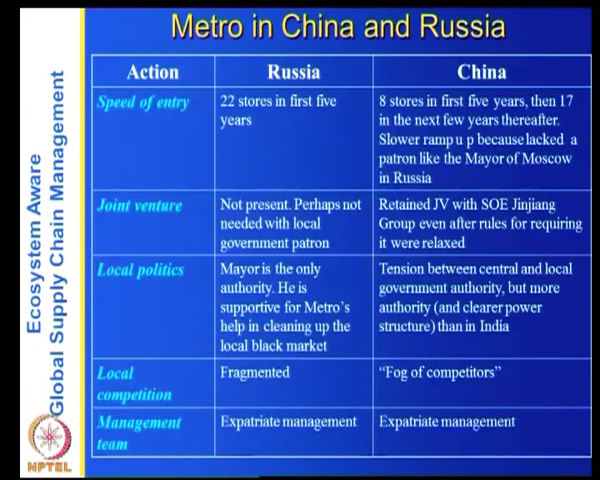 Metro in China and Russia
Ecosystem Aware
Global Supply Chain Management
Action
Russia
China
Speed of entry
22 stores in first five
years
8 stores in first five years, then 17
in the next few years thereafter.
Slower ramp u p because lacked a
patron like the Mayor of Moscow
in Russia
Joint venture
Not present. Perhaps not
needed with local
government patron
Retained JV with SOE Jinjiang
Group even after rules for requiring
it were relaxed
Local politics
Mayor is the only
authority. He is
supportive for Metro's
help in cleaning up the
local black market
Tension between central and local
government authority, but more
authority (and clearer power
structure) than in India
Local
competition
Fragmented
“Fog of competitors”
Management
team
Expatriate management
Expatriate management
NPTEL